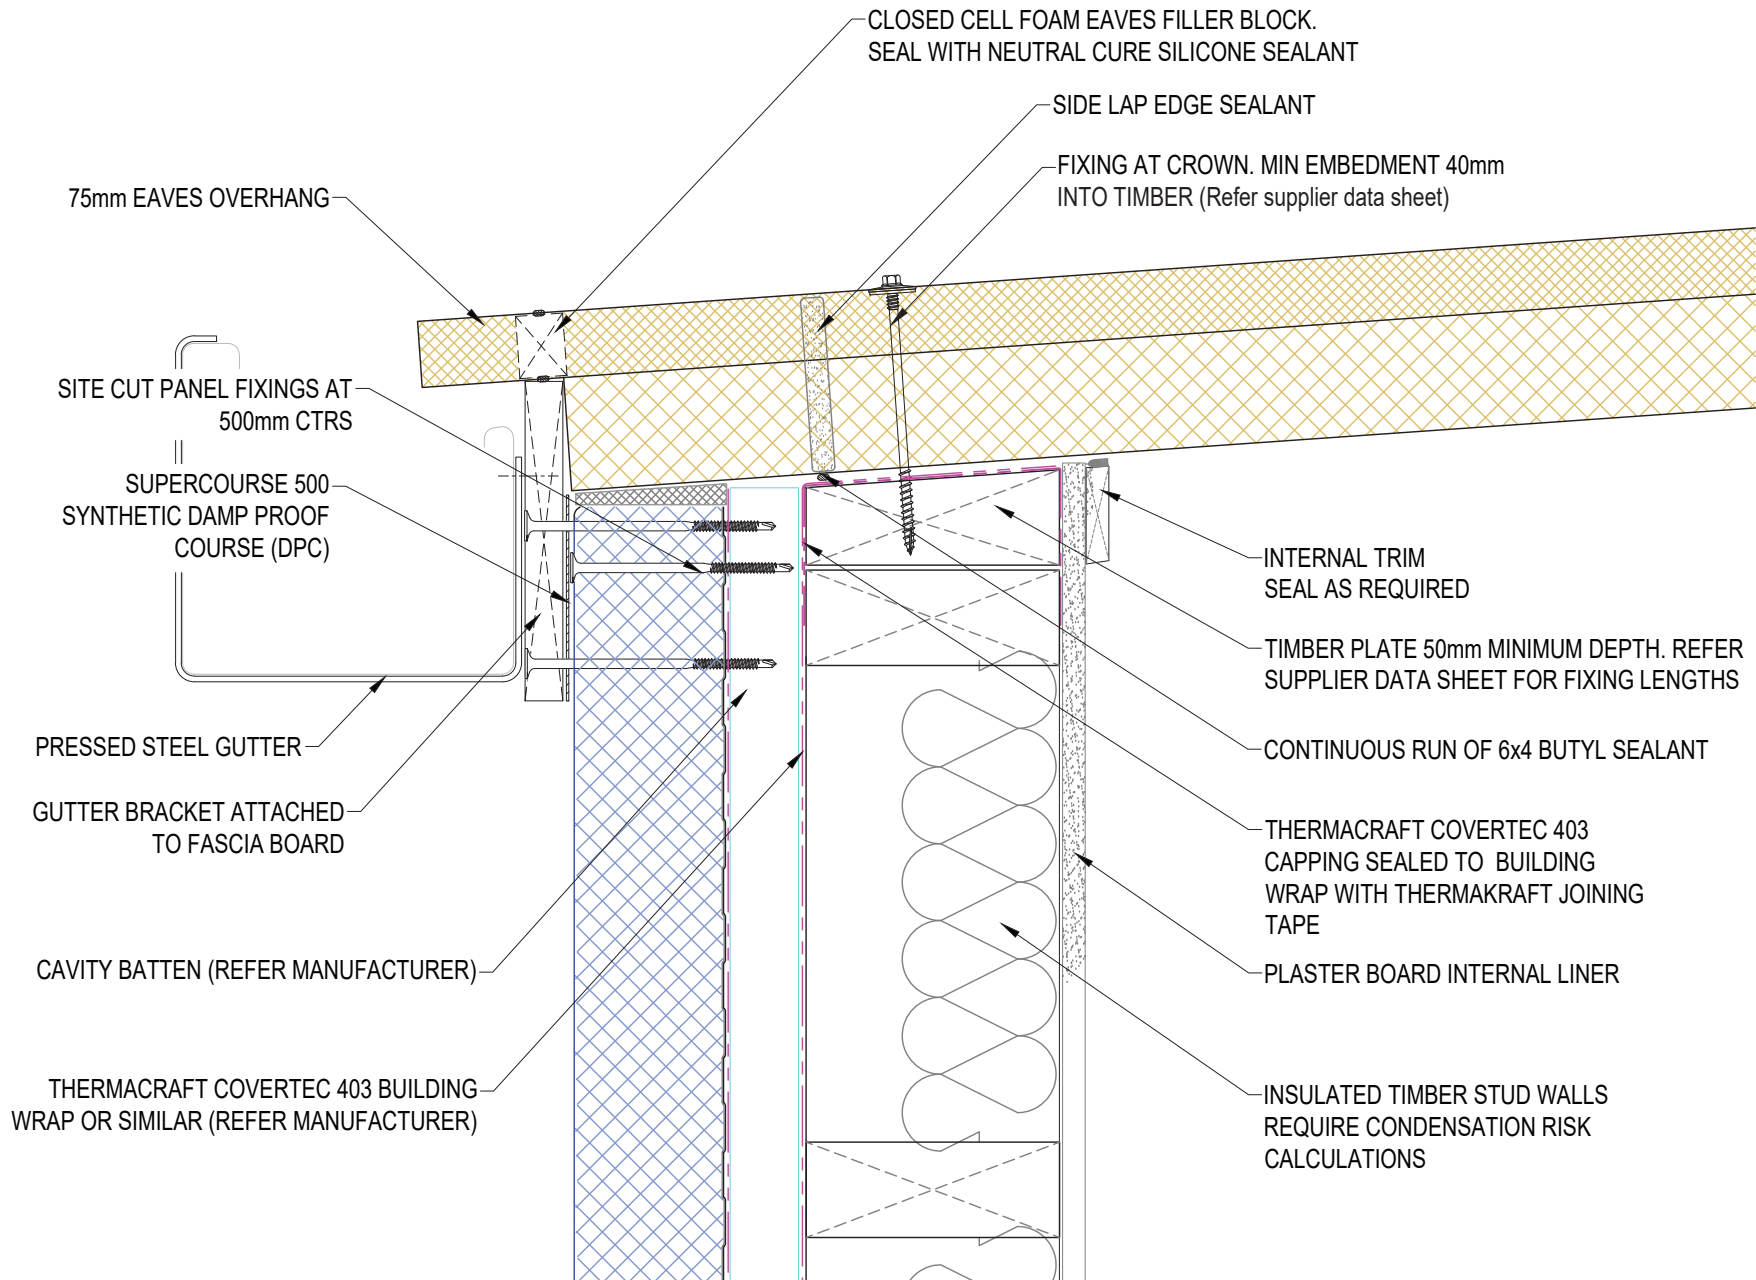 CLOSED CELL FOAM EAVES FILLER BLOCK.
SEAL WITH NEUTRAL CURE SILICONE SEALANT
SIDE LAP EDGE SEALANT
FIXING AT CROWN. MIN EMBEDMENT 40mm
INTO TIMBER (Refer supplier data sheet)
75mm EAVES OVERHANG
SITE CUT PANEL FIXINGS AT
500mm CTRS
SUPERCOURSE 500
SYNTHETIC DAMP PROOF
COURSE (DPC)
PRESSED STEEL GUTTER
GUTTER BRACKET ATTACHED
TO FASCIA BOARD
CAVITY BATTEN (REFER MANUFACTURER)
THERMACRAFT COVERTEC 403 BUILDING
WRAP OR SIMILAR (REFER MANUFACTURER)
INTERNAL TRIM
SEAL AS REQUIRED
TIMBER PLATE 50mm MINIMUM DEPTH. REFER
SUPPLIER DATA SHEET FOR FIXING LENGTHS
CONTINUOUS RUN OF 6x4 BUTYL SEALANT
THERMACRAFT COVERTEC 403
CAPPING SEALED TO BUILDING
WRAP WITH THERMAKRAFT JOINING
TAPE
PLASTER BOARD INTERNAL LINER
INSULATED TIMBER STUD WALLS
REQUIRE CONDENSATION RISK
CALCULATIONS